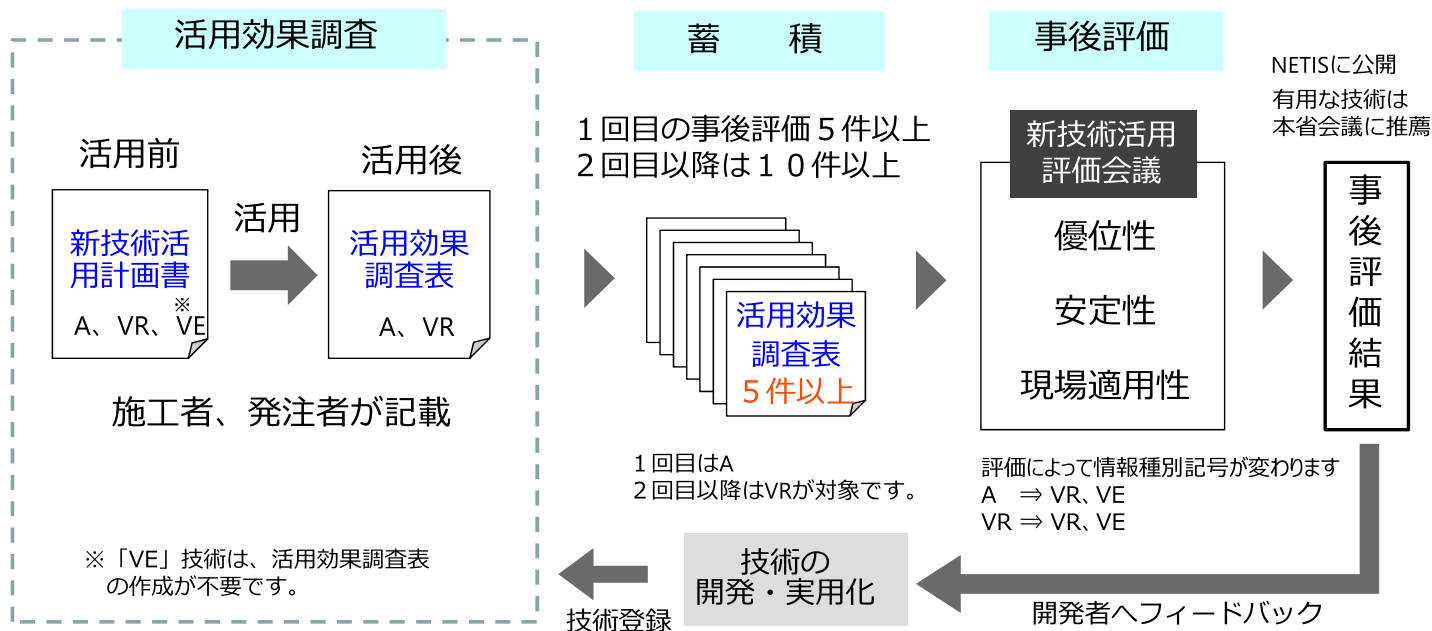 活用効果調査
活用前
新技術活
用計画書
※
A、VR、VE
活用
活用後
活用効果
調査表
A、VR
施工者、発注者が記載
※「VE」技術は、活用効果調査表
の作成が不要です。
蓄　積
１回目の事後評価５件以上
２回目以降は１０件以上
活用効果
調査表
５件以上
１回目はA
２回目以降はVRが対象です。
事後評価
新技術活用
評価会議
優位性
安定性
現場適用性
評価によって情報種別記号が変わります
A　⇒ VR、VE
VR ⇒ VR、VE
NETISに公開
有用な技術は
本省会議に推薦
事後評価結果
開発者へフィードバック
技術の
開発・実用化
技術登録